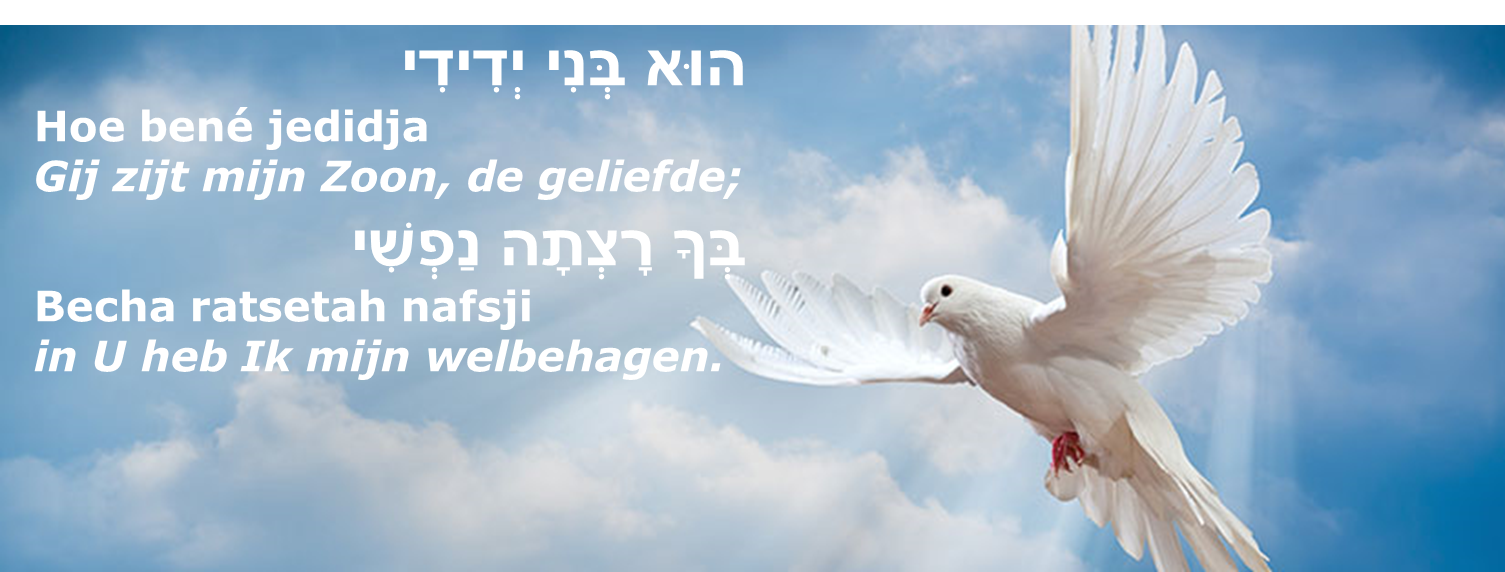 הוּא בְּנִי יְדִידִי
Hoe bené jedidja
Gij zijt mijn Zoon, de geliefde;
בְּךָ רָצְתָה נַפְשִׁי
Becha ratsetah nafsji
in U heb Ik mijn welbehagen.